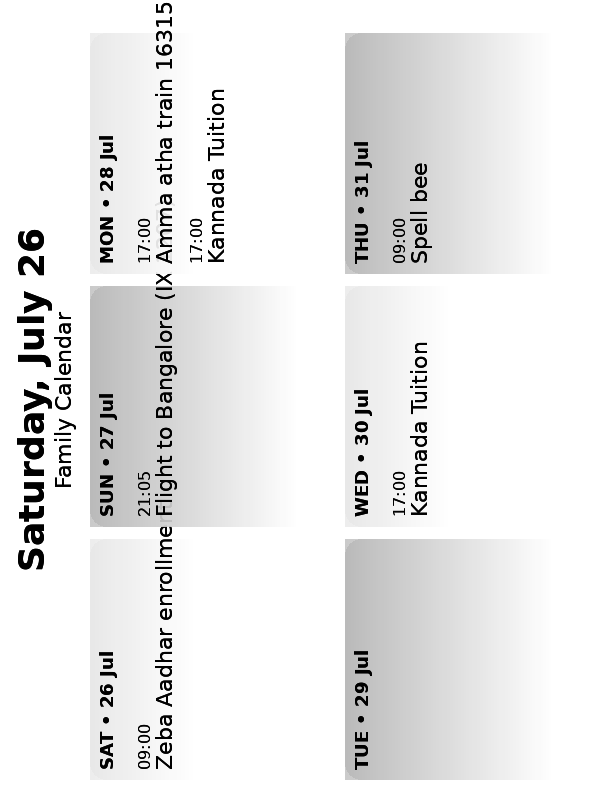 Saturday, July 26
Family Calendar
SAT • 26 Jul
09:00
Zeba Aadhar enrollme
SUN • 27 Jul
21:05
Flight to Bangalore (IX
MON • 28 Jul
17:00
Amma atha train 16315
17:00
Kannada Tuition
TUE • 29 Jul
WED • 30 Jul
17:00
Kannada Tuition
THU • 31 Jul
09:00
Spell bee